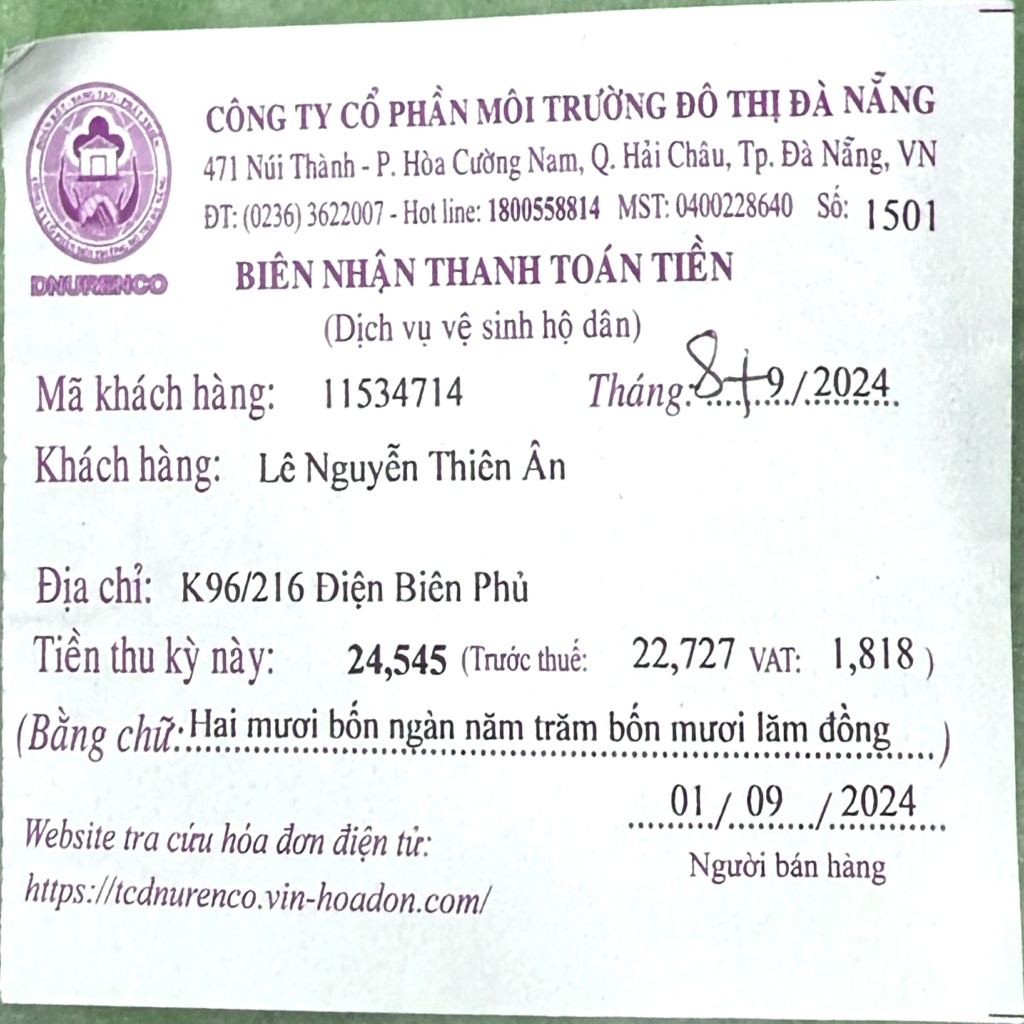 CÔNG TY CỔ PHẦN MÔI TRƯỜNG ĐÔ THỊ ĐÀ NẴNG
471 Núi Thành - P. Hòa Cường Nam, Q. Hải Châu, Tp. Đà Nẵng, VN
ĐT: (0236) 3622007 - Hot line: 1800558814 MST: 0400228640 Số: 1501
DNURENCO
BIÊN NHẬN THANH TOÁN TIỀN
(Dịch vụ vệ sinh hộ dân)
Mã khách hàng: 11534714 Tháng: 8+9/2024
Khách hàng: Lê Nguyễn Thiên Ân
Địa chỉ: K96/216 Điện Biên Phủ
Tiền thu kỳ này: 24,545 (Trước thuế: 22,727 VAT: 1,818 )
(Bằng chữ: Hai mươi bốn ngàn năm trăm bốn mươi lăm đồng )
01 / 09 / 2024
Website tra cứu hóa đơn điện tử:
Người bán hàng
https://tcdnurenco.vin-hoadon.com/